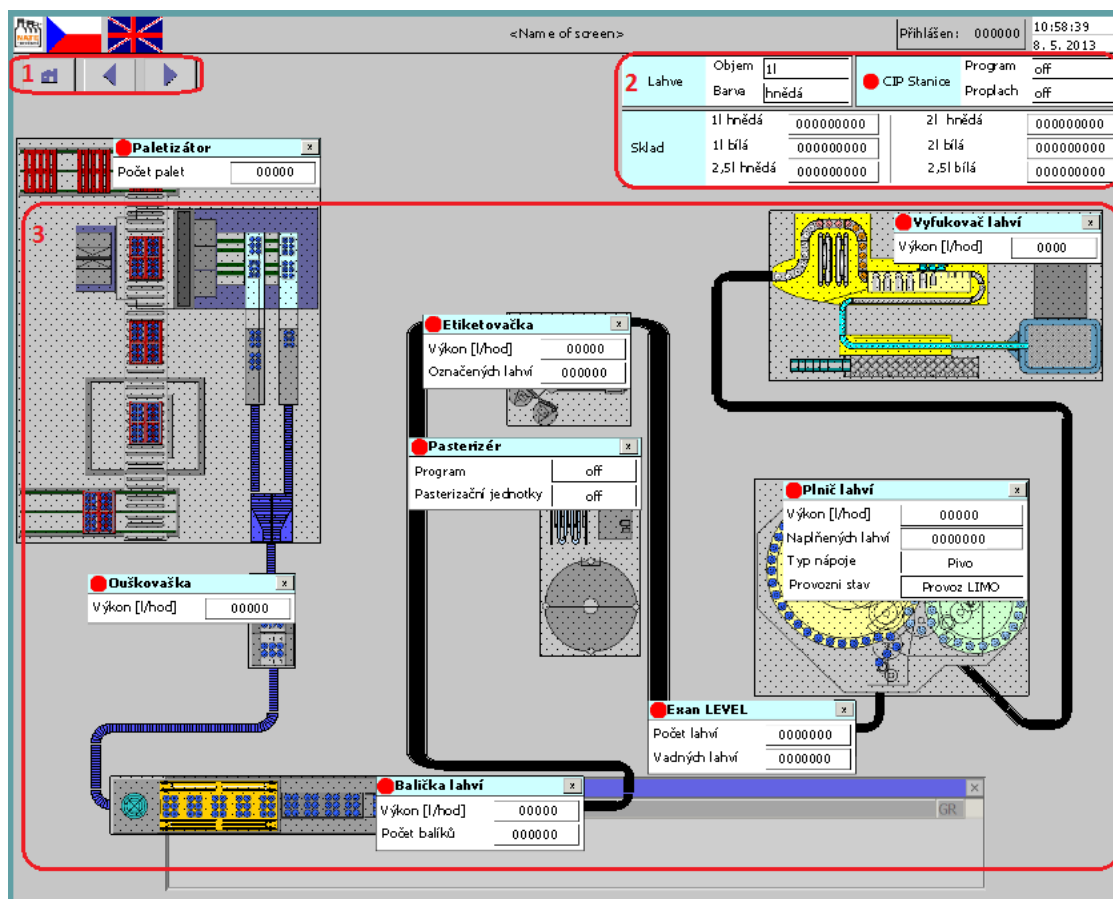 NATE
<Name of screen>
Přihlášen: 000000
10:58:39
8. 5. 2013
1
2
Lahve
Objem 1l
Barva hnědá
CIP Stanice
Program off
Proplach off
Sklad
1l hnědá 000000000
2l hnědá 000000000
1l bílá 000000000
2l bílá 000000000
2,5l hnědá 000000000
2,5l bílá 000000000
3
Paletizátor x
Počet palet 00000
Vyfukovač lahví x
Výkon [l/hod] 0000
Etiketovačka x
Výkon [l/hod] 00000
Označených lahví 000000
Pasterizér x
Program off
Pasterizační jednotky off
Plnič lahví x
Výkon [l/hod] 00000
Naplňených lahví 0000000
Typ nápoje Pivo
Provozni stav Provoz LIMO
Ouškovaška x
Výkon [l/hod] 00000
Exan LEVEL x
Počet lahví 0000000
Vadných lahví 0000000
Balička lahví x
Výkon [l/hod] 00000
Počet balíků 000000
GR